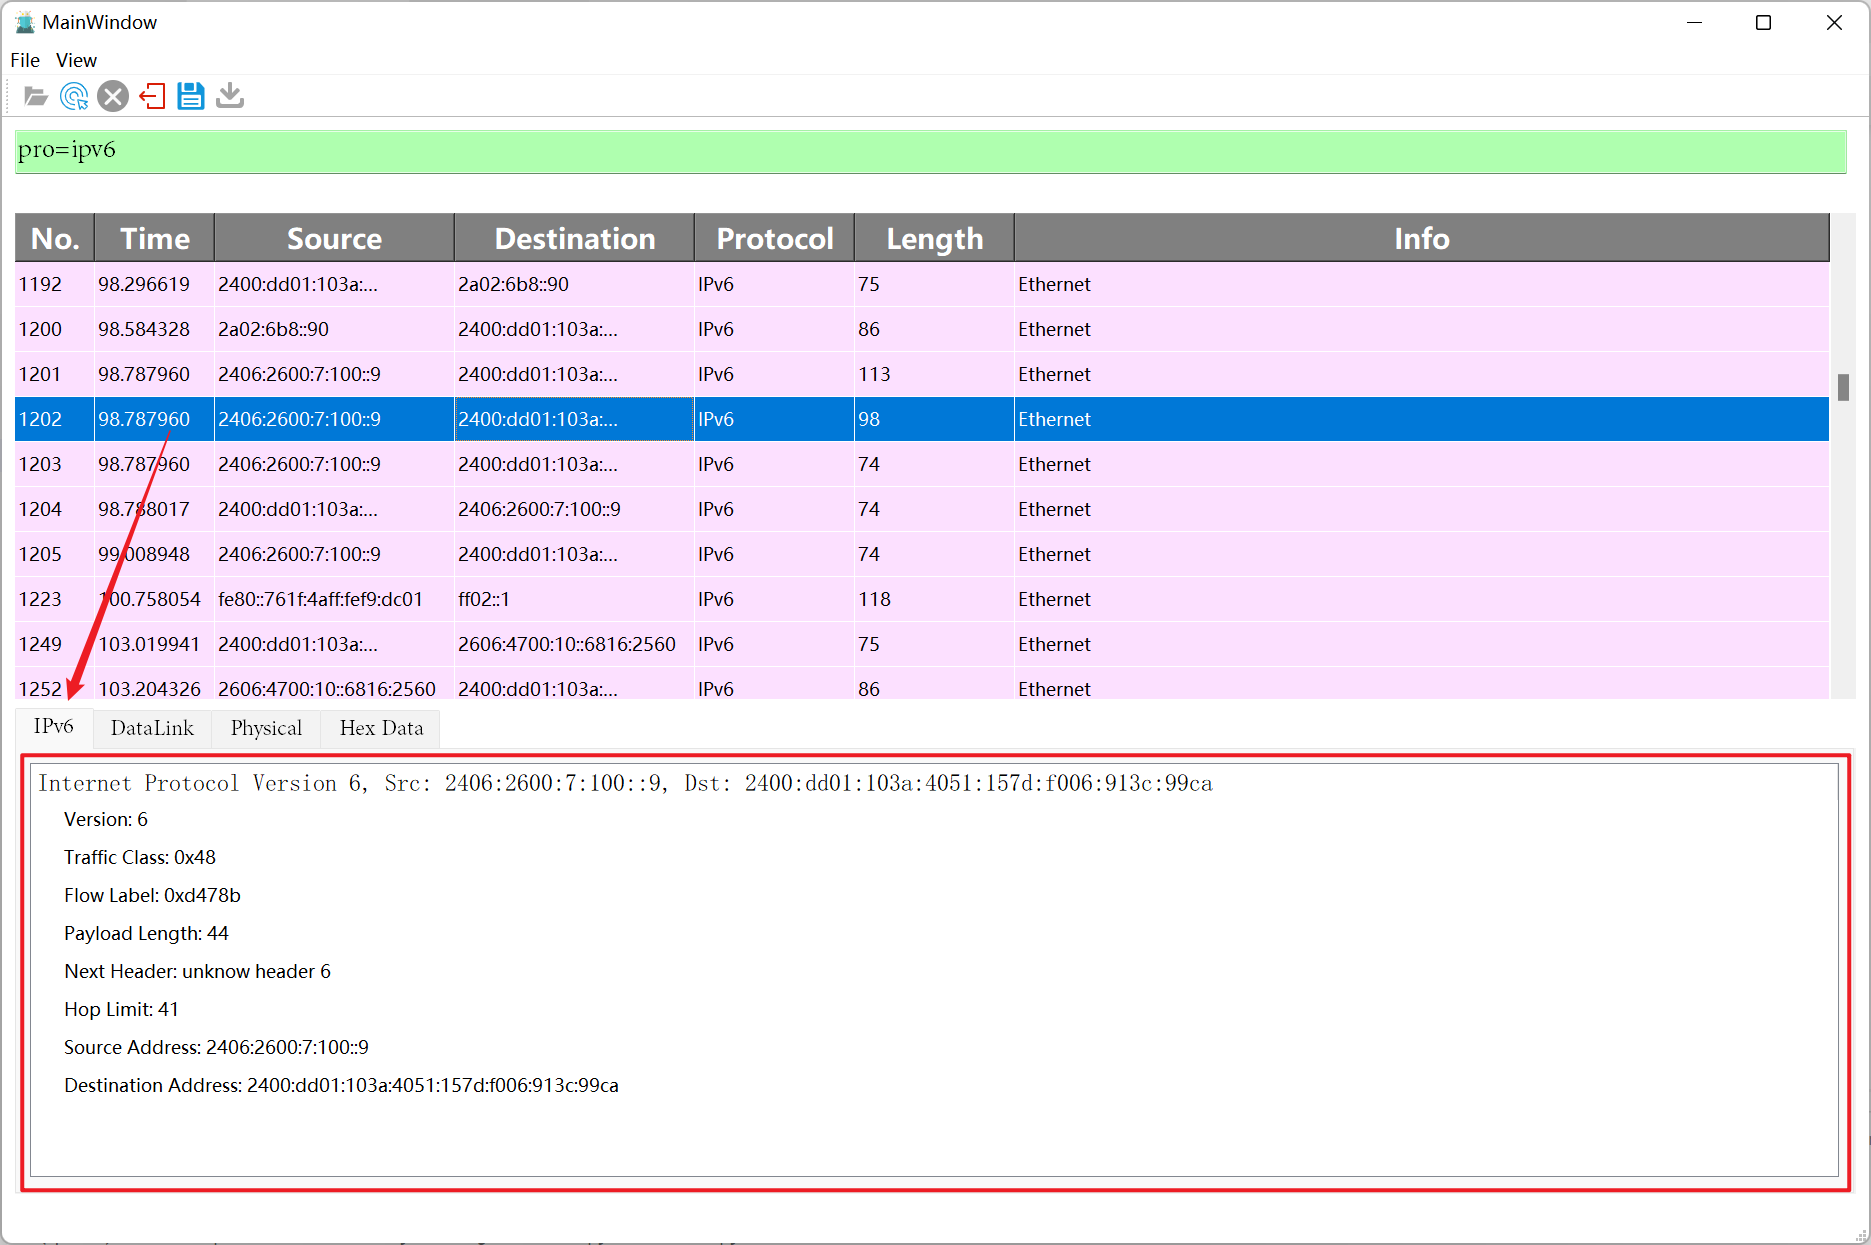 MainWindow
File View
pro=ipv6
No. Time Source Destination Protocol Length Info
1192 98.296619 2400:dd01:103a:... 2a02:6b8::90 IPv6 75 Ethernet
1200 98.584328 2a02:6b8::90 2400:dd01:103a:... IPv6 86 Ethernet
1201 98.787960 2406:2600:7:100::9 2400:dd01:103a:... IPv6 113 Ethernet
1202 98.787960 2406:2600:7:100::9 2400:dd01:103a:... IPv6 98 Ethernet
1203 98.787960 2406:2600:7:100::9 2400:dd01:103a:... IPv6 74 Ethernet
1204 98.788017 2400:dd01:103a:... 2406:2600:7:100::9 IPv6 74 Ethernet
1205 99.008948 2406:2600:7:100::9 2400:dd01:103a:... IPv6 74 Ethernet
1223 100.758054 fe80::761f:4aff:fef9:dc01 ff02::1 IPv6 118 Ethernet
1249 103.019941 2400:dd01:103a:... 2606:4700:10::6816:2560 IPv6 75 Ethernet
1252 103.204326 2606:4700:10::6816:2560 2400:dd01:103a:... IPv6 86 Ethernet
IPv6 DataLink Physical Hex Data
Internet Protocol Version 6, Src: 2406:2600:7:100::9, Dst: 2400:dd01:103a:4051:157d:f006:913c:99ca
Version: 6
Traffic Class: 0x48
Flow Label: 0xd478b
Payload Length: 44
Next Header: unknow header 6
Hop Limit: 41
Source Address: 2406:2600:7:100::9
Destination Address: 2400:dd01:103a:4051:157d:f006:913c:99ca